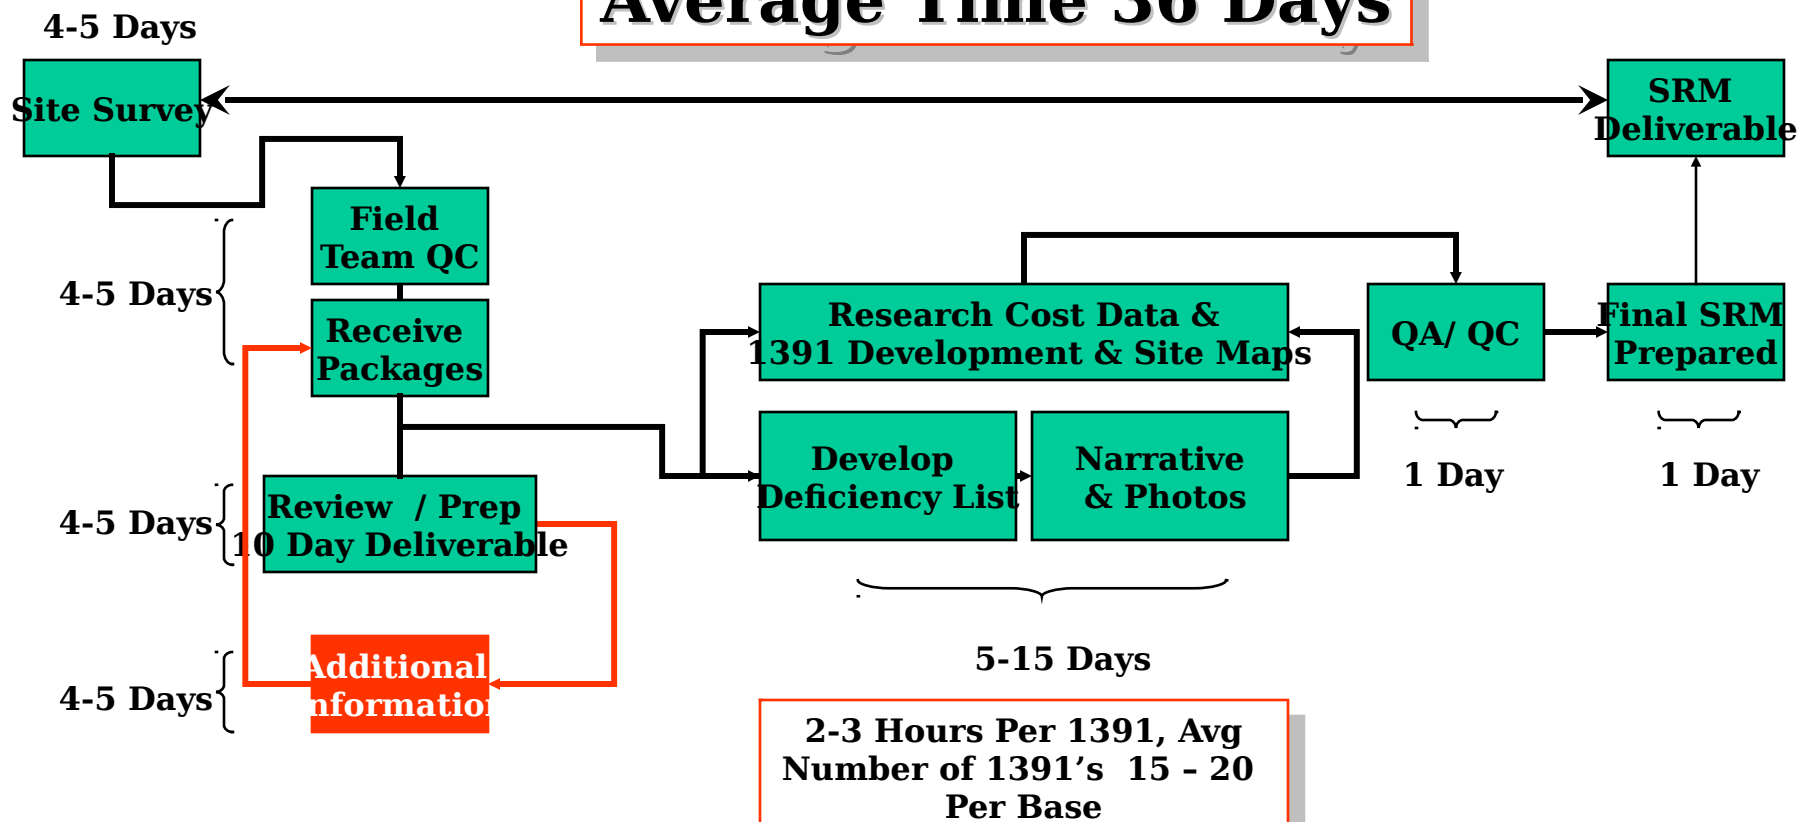 Average Time 36 Days
4-5 Days
Site Survey
SRM
Deliverable
Field
Team QC
4-5 Days
Receive
Packages
Research Cost Data &
1391 Development & Site Maps
QA/ QC
Final SRM
Prepared
Develop
Deficiency List
Narrative
& Photos
1 Day
1 Day
4-5 Days
Review / Prep
10 Day Deliverable
5-15 Days
4-5 Days
Additional
Information
2-3 Hours Per 1391, Avg
Number of 1391’s 15 – 20
Per Base